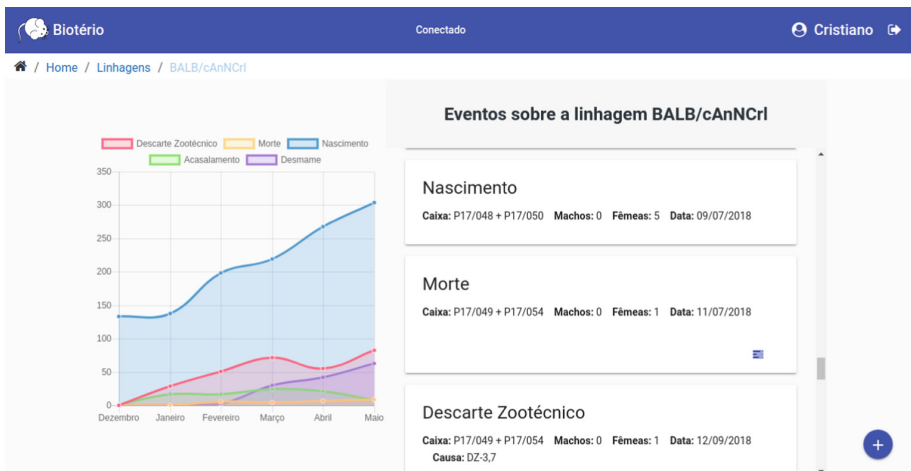 Biotério
Conectado
Cristiano
/ Home / Linhagens / BALB/cAnNCrl
Descarte Zootécnico Morte Nascimento
Acasalamento Desmame
350
300
250
200
150
100
50
0
Dezembro Janeiro Fevereiro Março Abril Maio
Eventos sobre a linhagem BALB/cAnNCrl
Nascimento
Caixa: P17/048 + P17/050 Machos: 0 Fêmeas: 5 Data: 09/07/2018
Morte
Caixa: P17/049 + P17/054 Machos: 0 Fêmeas: 1 Data: 11/07/2018
Descarte Zootécnico
Caixa: P17/049 + P17/054 Machos: 0 Fêmeas: 1 Data: 12/09/2018
Causa: DZ-3,7
+